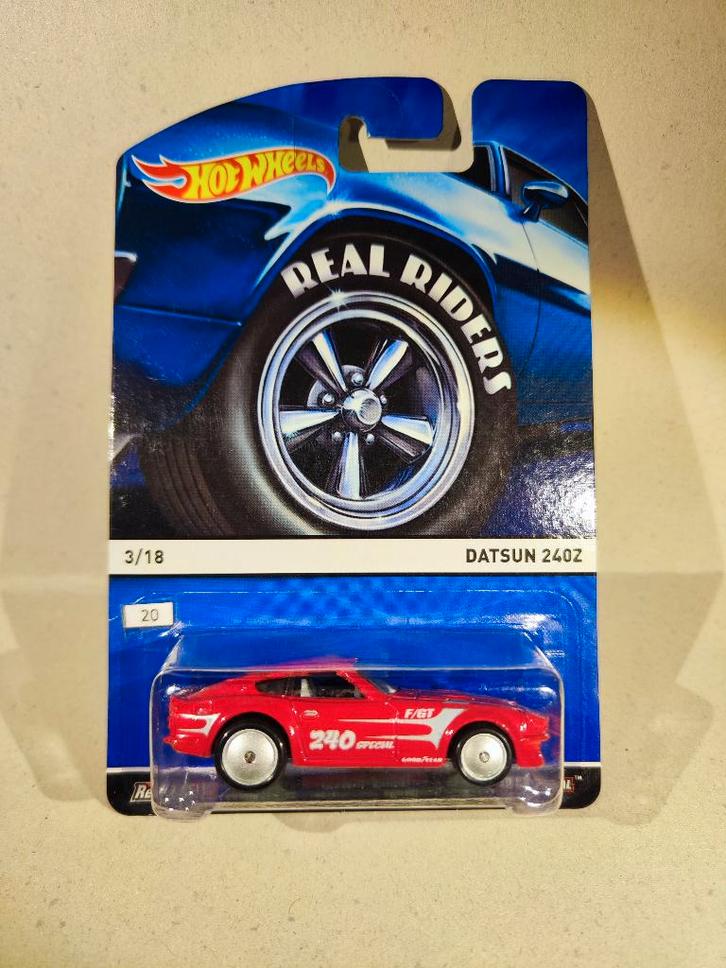 HOT WHEELS
REAL RIDERS
3/18
DATSUN 240Z
20
F/GT
240 SPECIAL
GOODYEAR